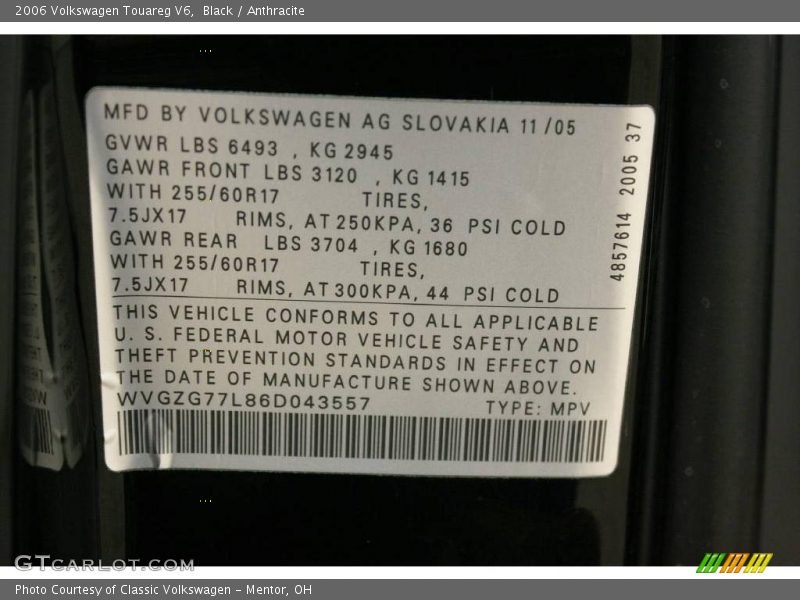 2006 Volkswagen Touareg V6, Black / Anthracite
MFD BY VOLKSWAGEN AG SLOVAKIA 11/05
GVWR LBS 6493 , KG 2945
GAWR FRONT LBS 3120 , KG 1415
WITH 255/60R17 TIRES,
7.5JX17 RIMS, AT 250KPA, 36 PSI COLD
GAWR REAR LBS 3704 , KG 1680
WITH 255/60R17 TIRES,
7.5JX17 RIMS, AT 300KPA, 44 PSI COLD
THIS VEHICLE CONFORMS TO ALL APPLICABLE
U. S. FEDERAL MOTOR VEHICLE SAFETY AND
THEFT PREVENTION STANDARDS IN EFFECT ON
THE DATE OF MANUFACTURE SHOWN ABOVE.
WVGZG77L86D043557 TYPE: MPV
4857614 2005 37
GTCARLOT.COM
Photo Courtesy of Classic Volkswagen - Mentor, OH